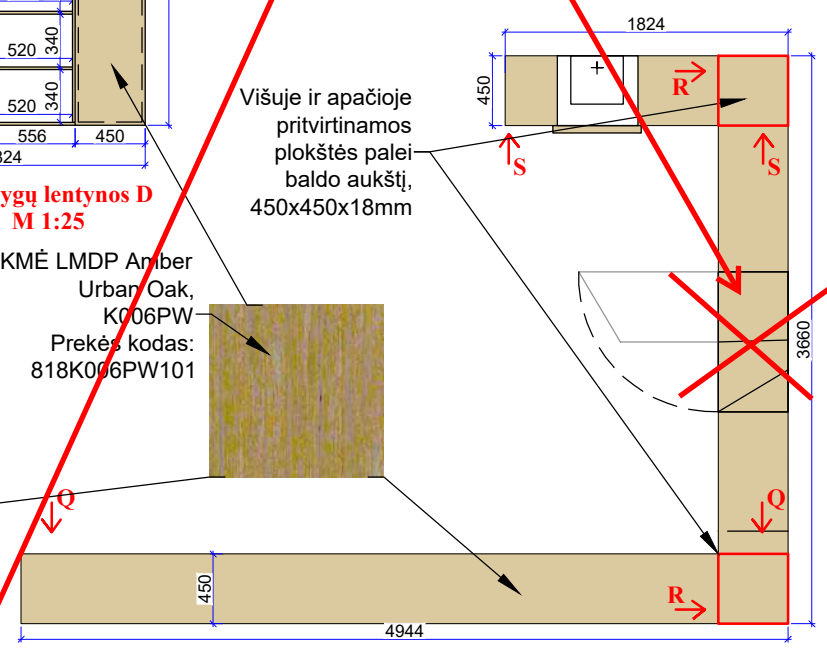 340
520
340
520
556
450
324
ygų lentynos D
M 1:25
KMĖ LMDP Amber
Urban Oak,
K006PW
Prekės kodas:
818K006PW101
Višuje ir apačioje
pritvirtinamos
plokštės palei
baldo aukštį,
450x450x18mm
1824
450
R
S
S
3660
Q
Q
450
R
4944